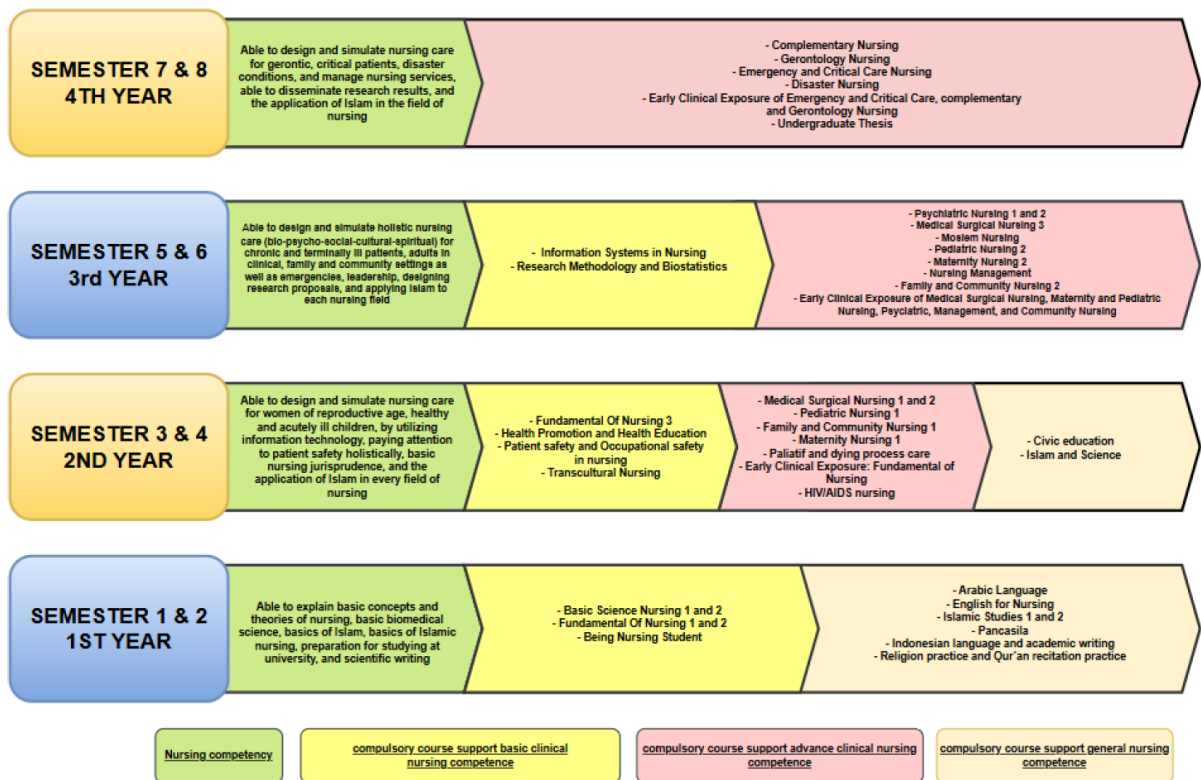 SEMESTER 7 & 8
4TH YEAR
Able to design and simulate nursing care
for gerontic, critical patients, disaster
conditions, and manage nursing services,
able to disseminate research results, and
the application of Islam in the field of
nursing
- Complementary Nursing
- Gerontology Nursing
- Emergency and Critical Care Nursing
- Disaster Nursing
- Early Clinical Exposure of Emergency and Critical Care, complementary
and Gerontology Nursing
- Undergraduate Thesis
SEMESTER 5 & 6
3rd YEAR
Able to design and simulate holistic nursing
care (bio-psycho-social-cultural-spiritual) for
chronic and terminally ill patients, adults in
clinical, family and community settings as
well as emergencies, leadership, designing
research proposals, and applying Islam to
each nursing field
- Information Systems in Nursing
- Research Methodology and Biostatistics
- Psychiatric Nursing 1 and 2
- Medical Surgical Nursing 3
- Moslem Nursing
- Pediatric Nursing 2
- Maternity Nursing 2
- Nursing Management
- Family and Community Nursing 2
- Early Clinical Exposure of Medical Surgical Nursing, Maternity and Pediatric
Nursing, Psyciatric, Management, and Community Nursing
SEMESTER 3 & 4
2ND YEAR
Able to design and simulate nursing care
for women of reproductive age, healthy
and acutely ill children, by utilizing
information technology, paying attention
to patient safety holistically, basic
nursing jurisprudence, and the
application of Islam in every field of
nursing
- Fundamental Of Nursing 3
- Health Promotion and Health Education
- Patient safety and Occupational safety
in nursing
- Transcultural Nursing
- Medical Surgical Nursing 1 and 2
- Pediatric Nursing 1
- Family and Community Nursing 1
- Maternity Nursing 1
- Paliatif and dying process care
- Early Clinical Exposure: Fundamental of
Nursing
- HIV/AIDS nursing
- Civic education
- Islam and Science
SEMESTER 1 & 2
1ST YEAR
Able to explain basic concepts and
theories of nursing, basic biomedical
science, basics of Islam, basics of Islamic
nursing, preparation for studying at
university, and scientific writing
- Basic Science Nursing 1 and 2
- Fundamental Of Nursing 1 and 2
- Being Nursing Student
- Arabic Language
- English for Nursing
- Islamic Studies 1 and 2
- Pancasila
- Indonesian language and academic writing
- Religion practice and Qur'an recitation practice
Nursing competency
compulsory course support basic clinical
nursing competence
compulsory course support advance clinical nursing
competence
compulsory course support general nursing
competence